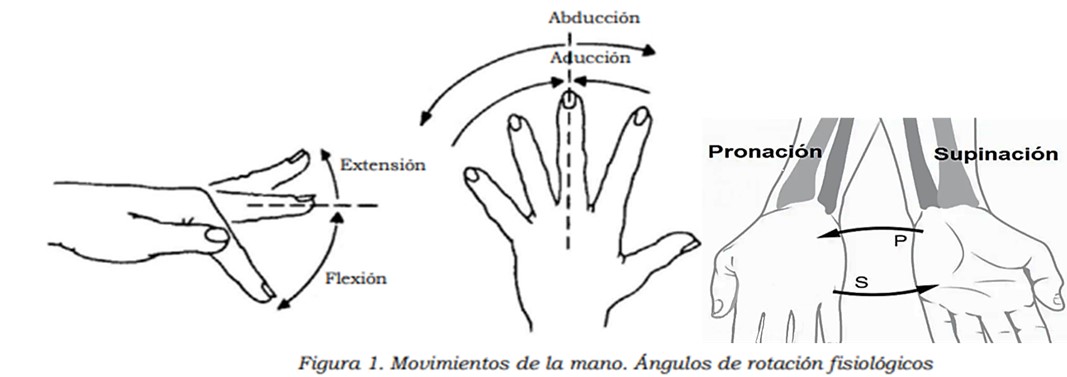 Abducción
Aducción
Extensión
Flexión
Pronación
Supinación
P
S
Figura 1. Movimientos de la mano. Ángulos de rotación fisiológicos